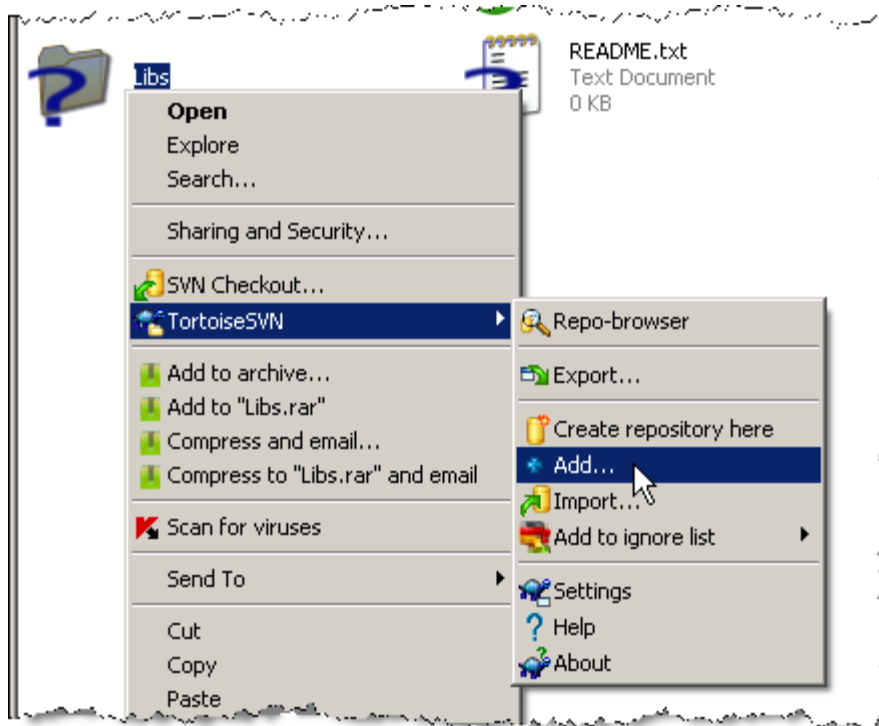 Libs
README.txt
Text Document
0 KB
Open
Explore
Search...
Sharing and Security...
SVN Checkout...
TortoiseSVN
Add to archive...
Add to "Libs.rar"
Compress and email...
Compress to "Libs.rar" and email
Scan for viruses
Send To
Cut
Copy
Paste
Repo-browser
Export...
Create repository here
Add...
Import...
Add to ignore list
Settings
Help
About